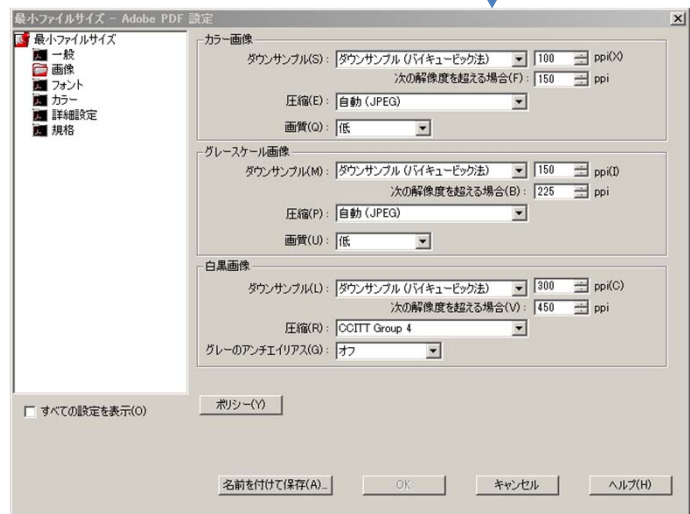 最小ファイルサイズ - Adobe PDF 設定
最小ファイルサイズ
一般
画像
フォント
カラー
詳細設定
規格
すべての設定を表示(O)
カラー画像
ダウンサンプル(S): ダウンサンプル (バイキュービック法) 100 ppi(X)
次の解像度を超える場合(F): 150 ppi
圧縮(E): 自動 (JPEG)
画質(Q): 低
グレースケール画像
ダウンサンプル(M): ダウンサンプル (バイキュービック法) 150 ppi(I)
次の解像度を超える場合(B): 225 ppi
圧縮(P): 自動 (JPEG)
画質(U): 低
白黒画像
ダウンサンプル(L): ダウンサンプル (バイキュービック法) 300 ppi(C)
次の解像度を超える場合(V): 450 ppi
圧縮(R): CCITT Group 4
グレーのアンチエイリアス(G): オフ
ポリシー(Y)
名前を付けて保存(A)... OK キャンセル ヘルプ(H)